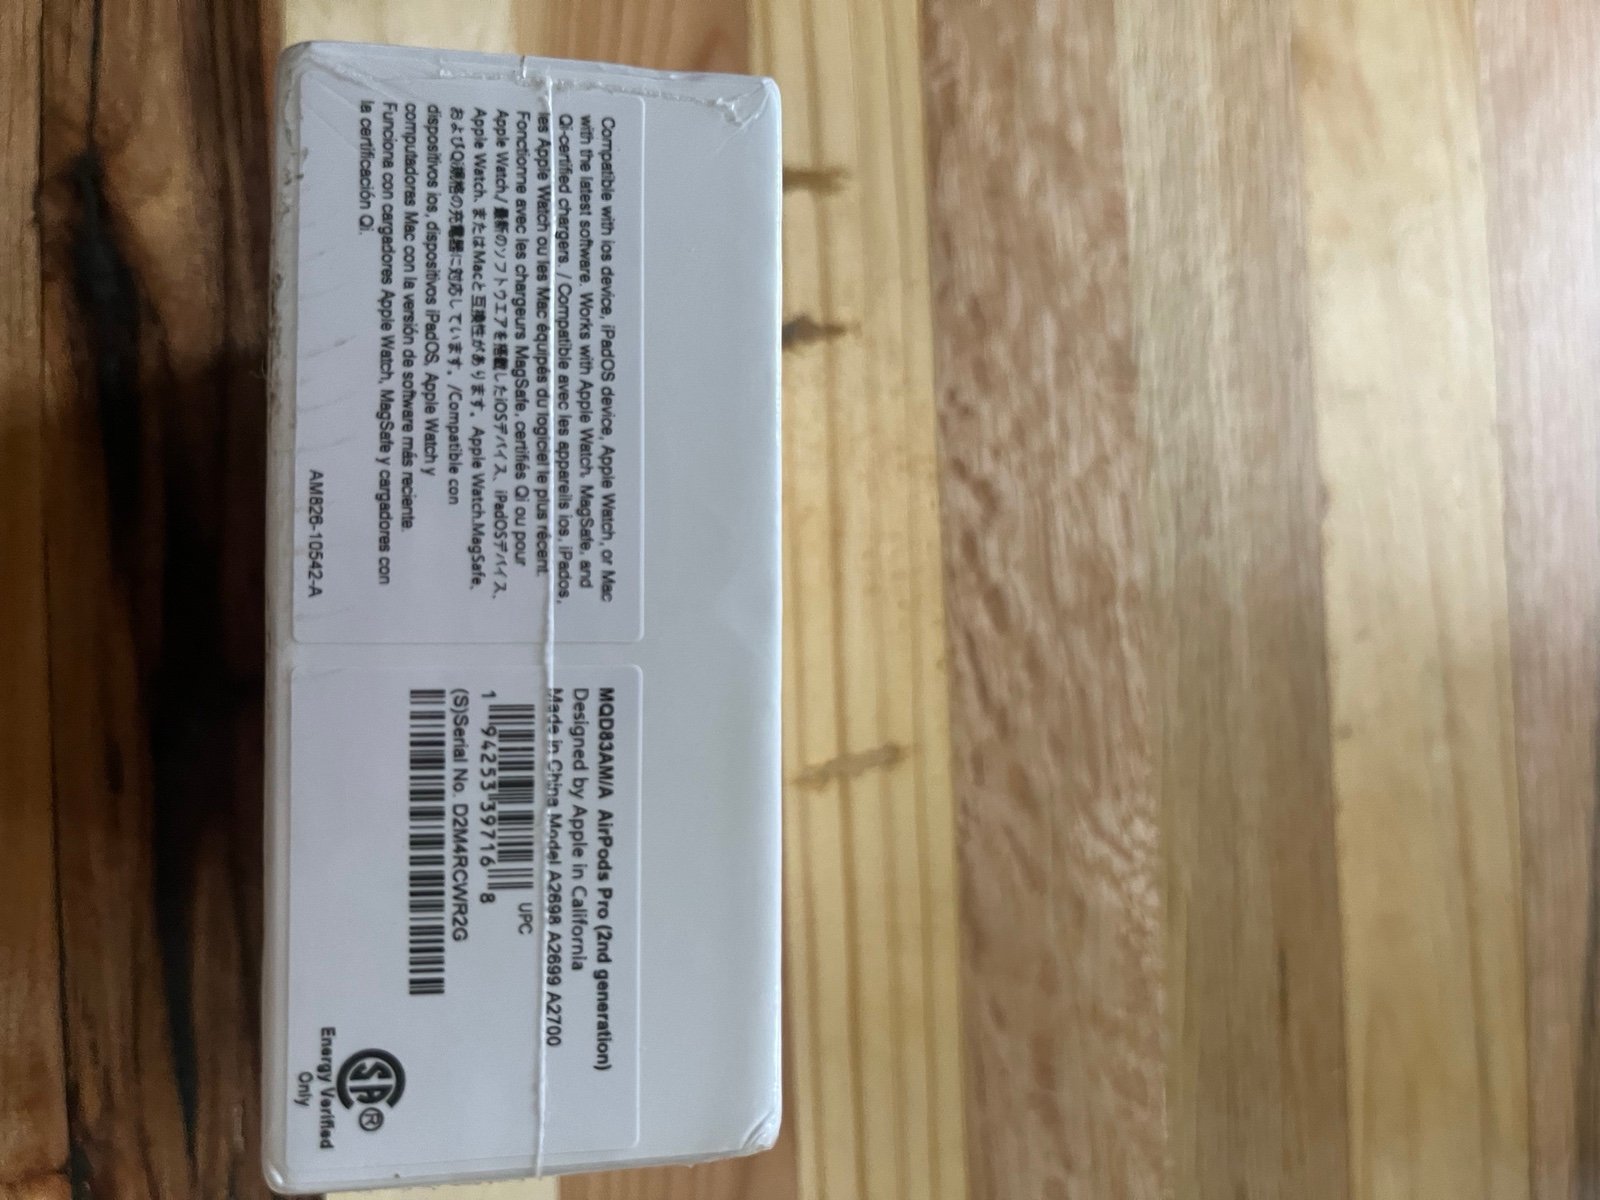 Compatible with ios device, iPadOS device, Apple Watch, or Mac
with the latest software. Works with Apple Watch, MagSafe, and
Qi-certified chargers. / Compatible avec les appareils ios, iPados,
les Apple Watch ou les Mac équipés du logiciel le plus récent.
Fonctionne avec les chargeurs MagSafe, certifiés Qi ou pour
Apple Watch./ 最新のソフトウエアを搭載したiOSデバイス、iPadOSデバイス、
Apple Watch、またはMacと互換性があります。Apple Watch.MagSafe,
およびQi規格の充電器に対応しています。/Compatible con
dispositivos ios, dispositivos iPadOS, Apple Watch y
computadoras Mac con la versión de software más reciente.
Funciona con cargadores Apple Watch, MagSafe y cargadores con
la certificación Qi.
AM826-10542-A
MQD83AM/A AirPods Pro (2nd generation)
Designed by Apple in California
Made in China Model A2698 A2699 A2700
UPC
1 94253 39716 8
(S)Serial No. D2M4RCWR2G
SA®
Energy Verified
Only